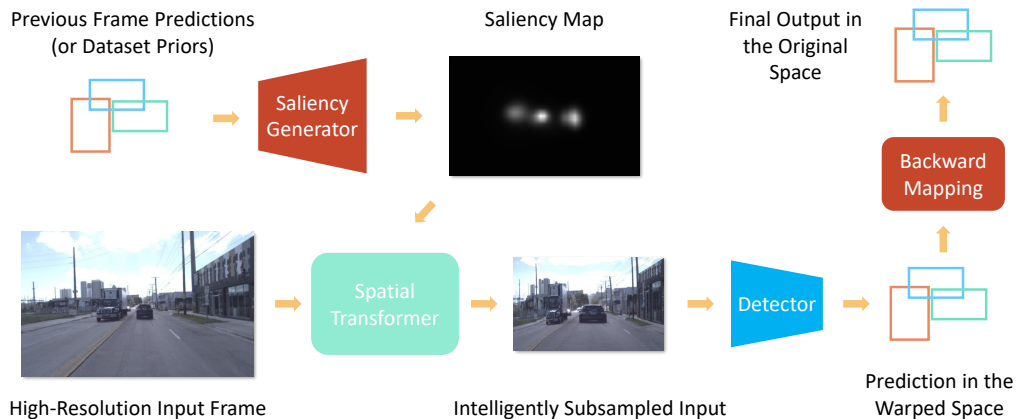 Previous Frame Predictions
(or Dataset Priors)
Saliency
Generator
Saliency Map
Final Output in
the Original
Space
Backward
Mapping
Spatial
Transformer
Detector
High-Resolution Input Frame
Intelligently Subsampled Input
Prediction in the
Warped Space